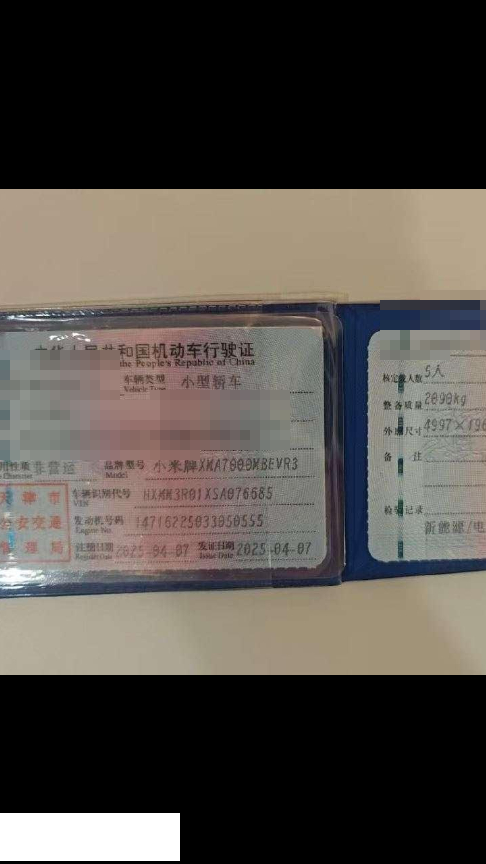 中华人民共和国机动车行驶证
the People's Republic of China
车辆类型 小型轿车
Vehicle Type
使用性质 非营运
品牌型号 小米牌XMA7000MBEVR3
Model
车辆识别代号 HXMM3R01XSA076685
VIN
发动机号码 14716225033050555
Engine No.
注册日期 2025-04-07
Register Date
发证日期 2025-04-07
Issue Date
天津市
公安交通
管理局
核定载人数 5人
整备质量 2090kg
外廓尺寸 4997×196
备注
检验记录
新能源/电